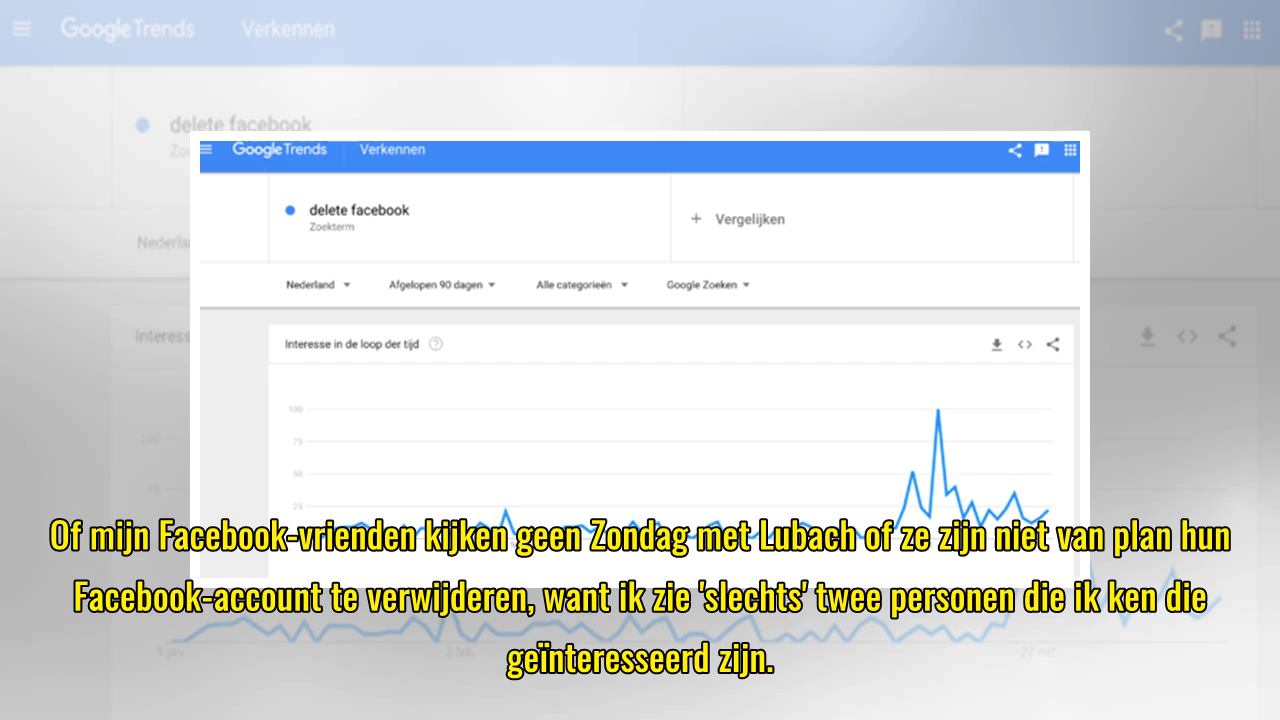 GoogleTrends Verkennen
delete facebook
Zoekterm
+ Vergelijken
Nederland Afgelopen 90 dagen Alle categorieën Google Zoeken
Interesse in de loop der tijd
100
75
50
25
Of mijn Facebook-vrienden kijken geen Zondag met Lubach of ze zijn niet van plan hun
Facebook-account te verwijderen, want ik zie 'slechts' twee personen die ik ken die
geïnteresseerd zijn.